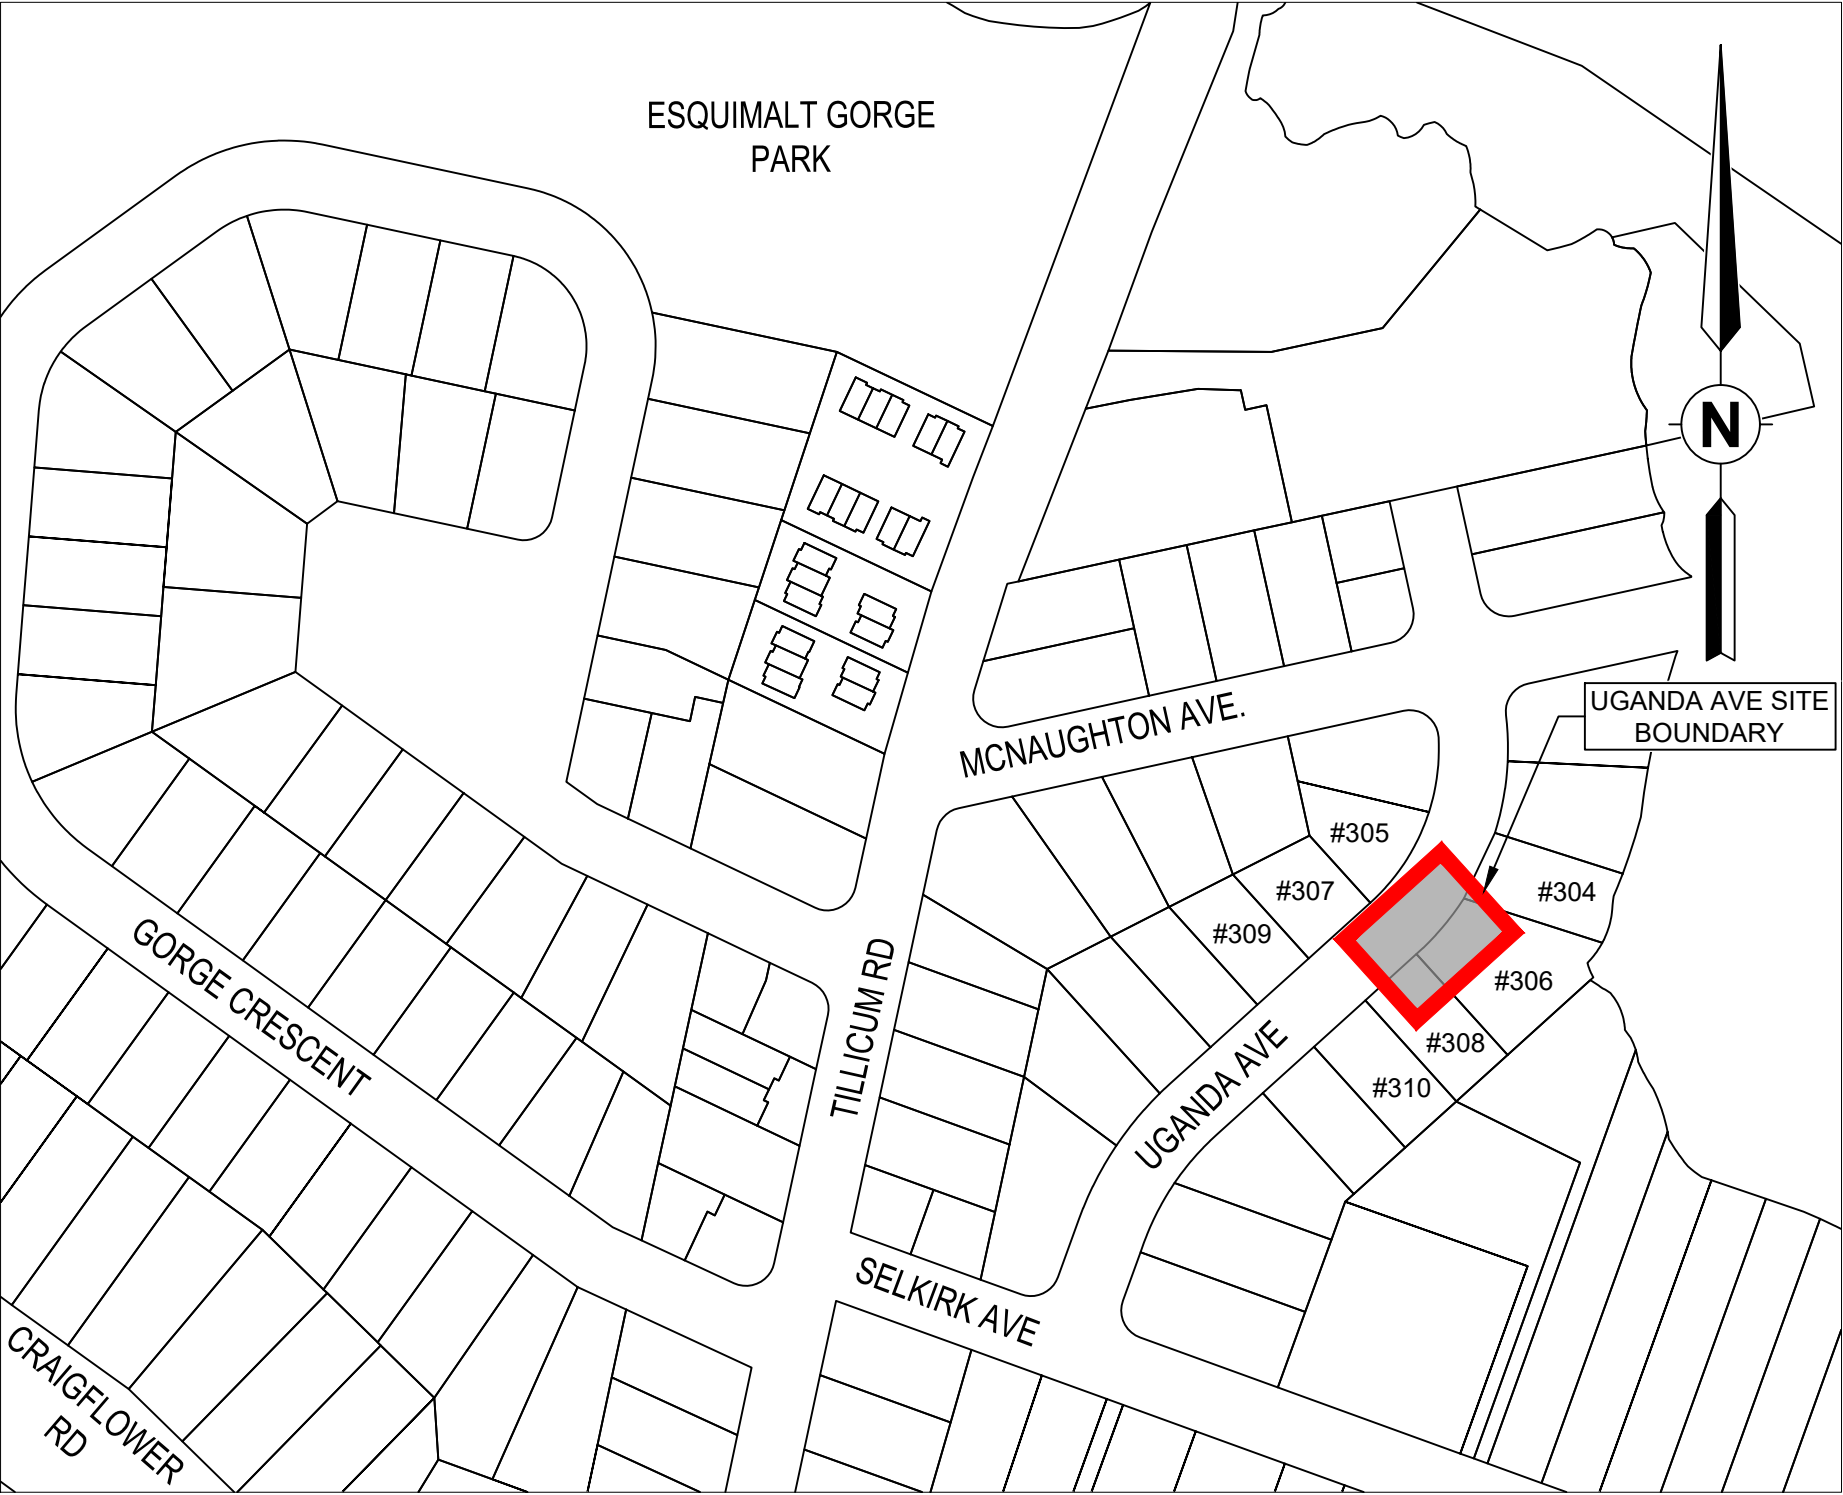 ESQUIMALT GORGE
PARK
N
UGANDA AVE SITE
BOUNDARY
MCNAUGHTON AVE.
#305
#307
#304
#309
#306
#308
#310
GORGE CRESCENT
TILLICUM RD
UGANDA AVE
SELKIRK AVE
CRAIGFLOWER
RD